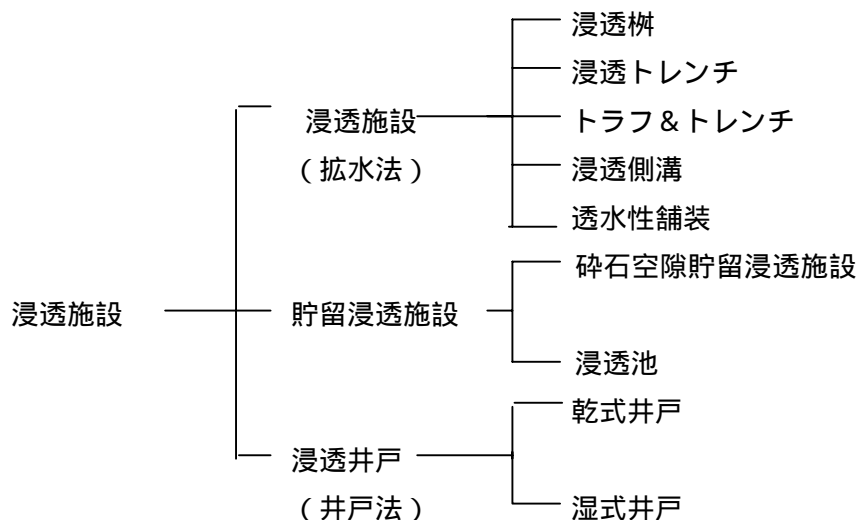 浸透桝
浸透トレンチ
浸透施設
トラフ＆トレンチ
（拡水法）
浸透側溝
透水性舗装
砕石空隙貯留浸透施設
浸透施設
貯留浸透施設
浸透池
乾式井戸
浸透井戸
（井戸法）
湿式井戸